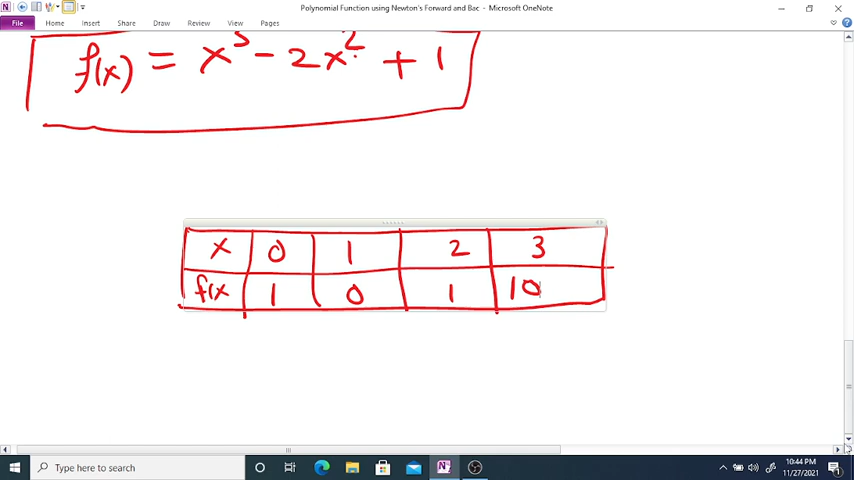 Polynomial Function using Newton's Forward and Bac - Microsoft OneNote
File Home Insert Share Draw Review View Pages
f(x) = x³ - 2x² + 1
x 0 1 2 3
f(x 1 0 1 10
Type here to search
10:44 PM
11/27/2021